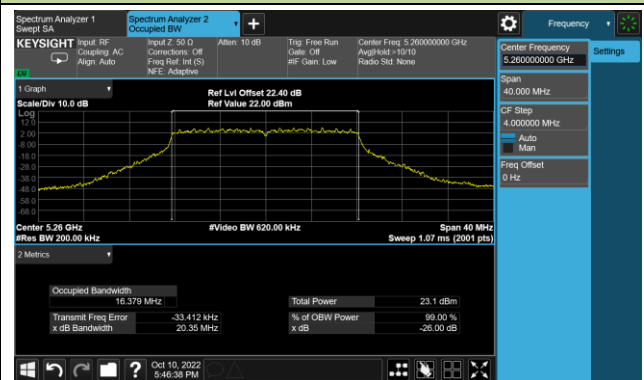 Spectrum Analyzer 1
Swept SA
Spectrum Analyzer 2
Occupied BW
Frequency
KEYSIGHT
Input: RF
Coupling: AC
Align: Auto
Input Z: 50 Ω
Corrections: Off
Freq Ref: Int (S)
NFE: Adaptive
Atten: 10 dB
Trig: Free Run
Gate: Off
#IF Gain: Low
Center Freq: 5.260000000 GHz
Avg|Hold:>10/10
Radio Std: None
Center Frequency
5.260000000 GHz
Settings
Span
40.000 MHz
CF Step
4.000000 MHz
Auto
Man
Freq Offset
0 Hz
1 Graph
Ref Lvl Offset 22.40 dB
Scale/Div 10.0 dB
Ref Value 22.00 dBm
Log
12.0
2.00
-8.00
-18.0
-28.0
-38.0
-48.0
-58.0
-68.0
Center 5.26 GHz
#Video BW 620.00 kHz
Span 40 MHz
#Res BW 200.00 kHz
Sweep 1.07 ms (2001 pts)
2 Metrics
Occupied Bandwidth
16.379 MHz
Total Power 23.1 dBm
Transmit Freq Error -33.412 kHz
% of OBW Power 99.00 %
x dB Bandwidth 20.35 MHz
x dB -26.00 dB
Oct 10, 2022
5:46:38 PM